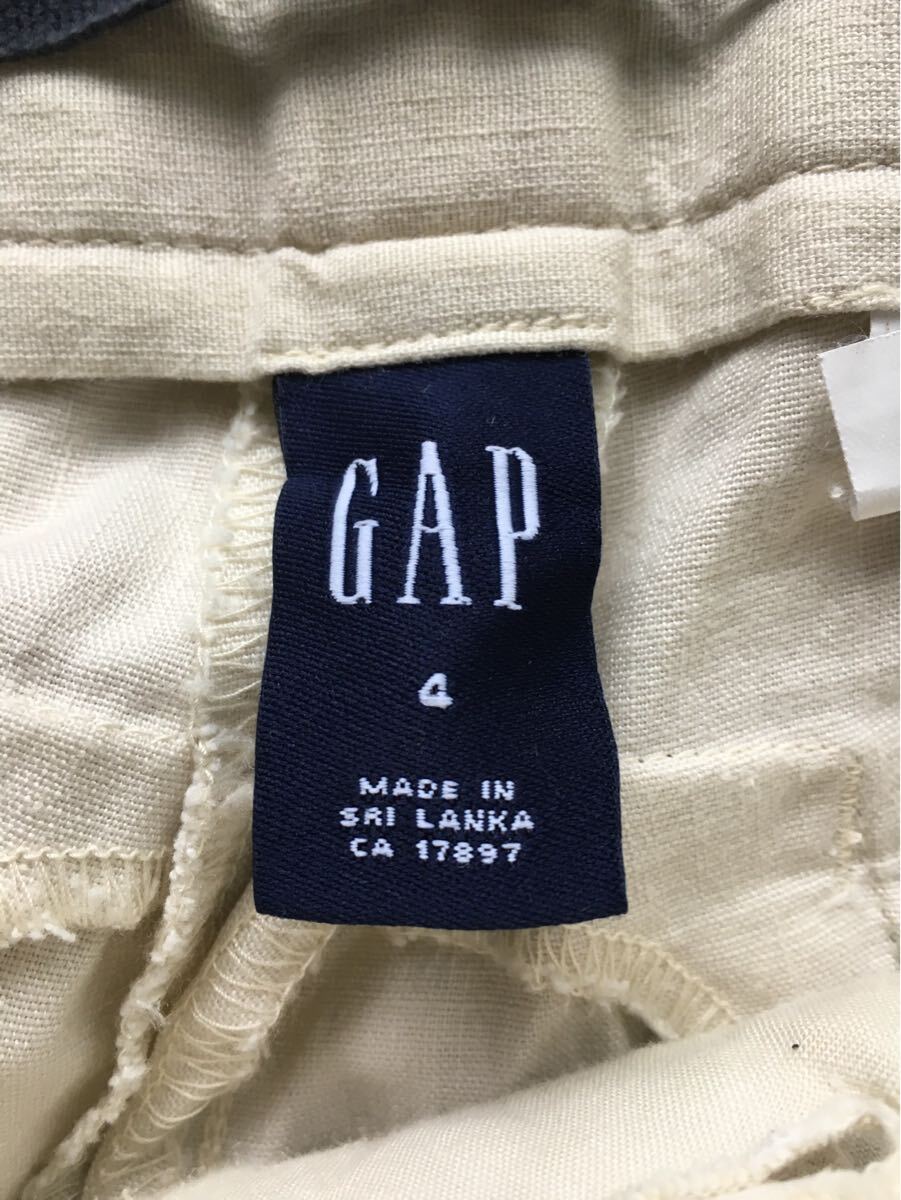 GAP
4
MADE IN
SRI LANKA
CA 17897